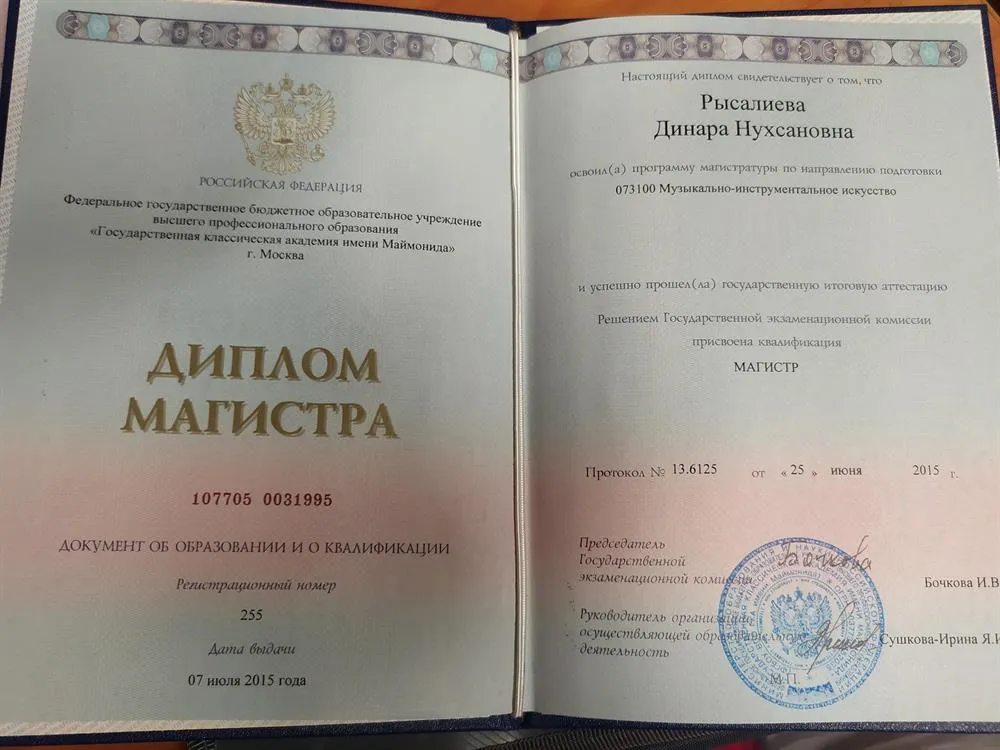 РОССИЙСКАЯ ФЕДЕРАЦИЯ
Федеральное государственное бюджетное образовательное учреждение
высшего профессионального образования
«Государственная классическая академия имени Маймонида»
г. Москва
ДИПЛОМ
МАГИСТРА
107705 0031995
ДОКУМЕНТ ОБ ОБРАЗОВАНИИ И О КВАЛИФИКАЦИИ
Регистрационный номер
255
Дата выдачи
07 июля 2015 года
Настоящий диплом свидетельствует о том, что
Рысалиева
Динара Нухсановна
освоил(а) программу магистратуры по направлению подготовки
073100 Музыкально-инструментальное искусство
и успешно прошел(ла) государственную итоговую аттестацию
Решением Государственной экзаменационной комиссии
присвоена квалификация
МАГИСТР
Протокол № 13.6125 от « 25 » июня 2015 г.
Председатель
Государственной
экзаменационной комиссии
Бочкова
Бочкова И.В
Руководитель организации,
осуществляющей образовательную
деятельность
Сушкова-Ирина Я.И
М.П.